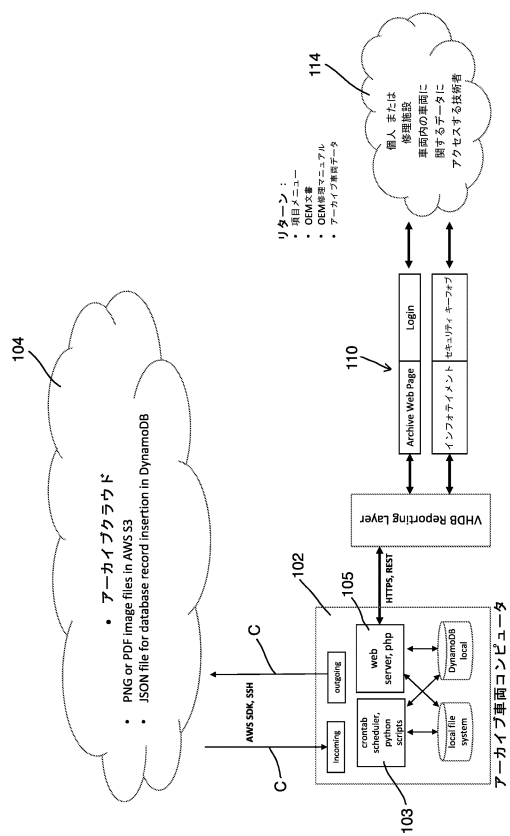 104
• アーカイブクラウド
• PNG or PDF image files in AWS S3
• JSON file for database record insertion in DynamoDB
C
C
AWS SDK, SSH
incoming
outgoing
102
crontab
scheduler,
python
scripts
103
web
server, php
105
local file
system
DynamoDB
local
アーカイブ車両コンピュータ
HTTPS, REST
VHDB Reporting
Layer
110
Archive Web Page
Login
インフォテイメント
セキュリティ キーフォブ
リターン：
• 項目メニュー
• OEM文書
• OEM修理マニュアル
• アーカイブ車両データ
114
個人 または
修理施設
車両内の車両に
関するデータに
アクセスする技術者